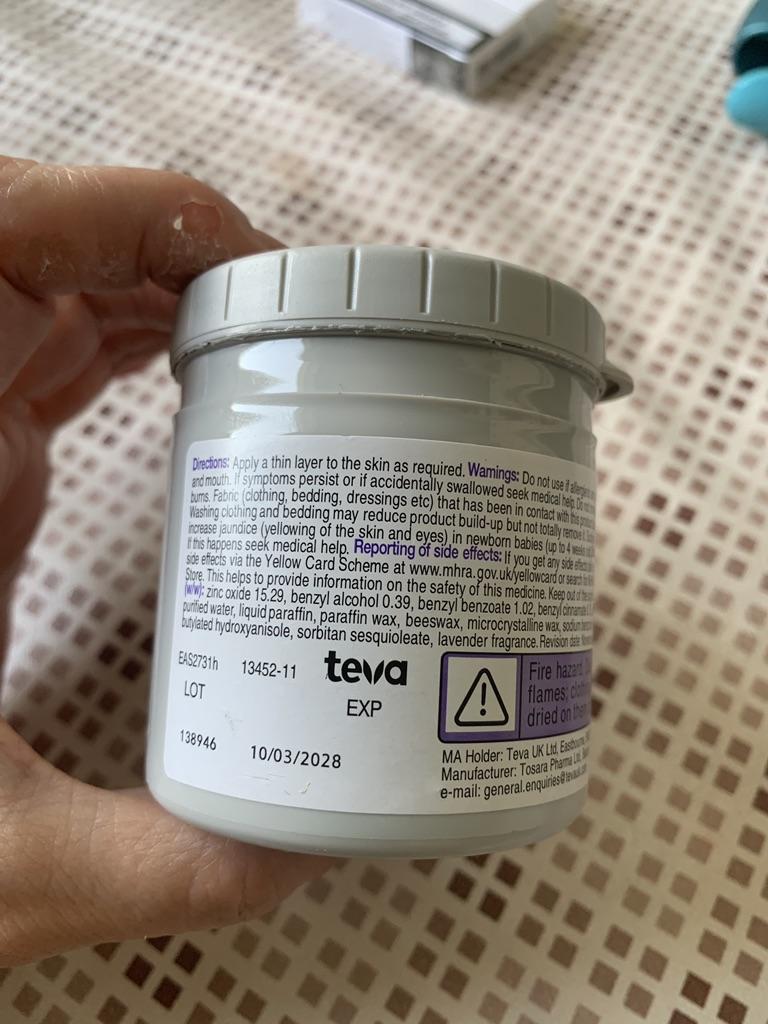 Directions: Apply a thin layer to the skin as required. Warnings: Do not use if allergic
and mouth. If symptoms persist or if accidentally swallowed seek medical help. Do not
burns. Fabric (clothing, bedding, dressings etc) that has been in contact with this
Washing clothing and bedding may reduce product build-up but not totally remove it.
increase jaundice (yellowing of the skin and eyes) in newborn babies (up to 4 weeks
If this happens seek medical help. Reporting of side effects: If you get any side effects
side effects via the Yellow Card Scheme at www.mhra.gov.uk/yellowcard or search for
Store. This helps to provide information on the safety of this medicine. Keep out of the
(w/w): zinc oxide 15.29, benzyl alcohol 0.39, benzyl benzoate 1.02, benzyl cinnamate
purified water, liquid paraffin, paraffin wax, beeswax, microcrystalline wax, sodium
butylated hydroxyanisole, sorbitan sesquioleate, lavender fragrance. Revision date:
EAS2731h 13452-11 teva
LOT EXP
138946 10/03/2028
Fire hazard,
flames; 
dried on
MA Holder: Teva UK Ltd, Eastbourne,
Manufacturer: Tosara Pharma Ltd,
e-mail: general.enquiries@teva